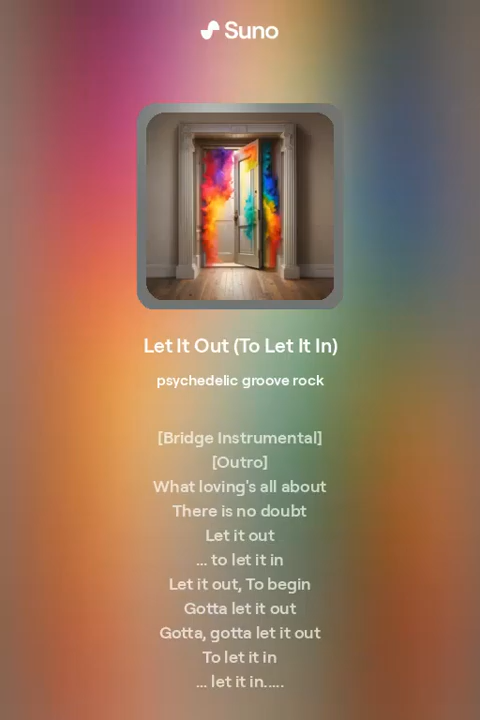 Suno
Let It Out (To Let It In)
psychedelic groove rock
[Bridge Instrumental]
[Outro]
What loving's all about
There is no doubt
Let it out
... to let it in
Let it out, To begin
Gotta let it out
Gotta, gotta let it out
To let it in
... let it in.....